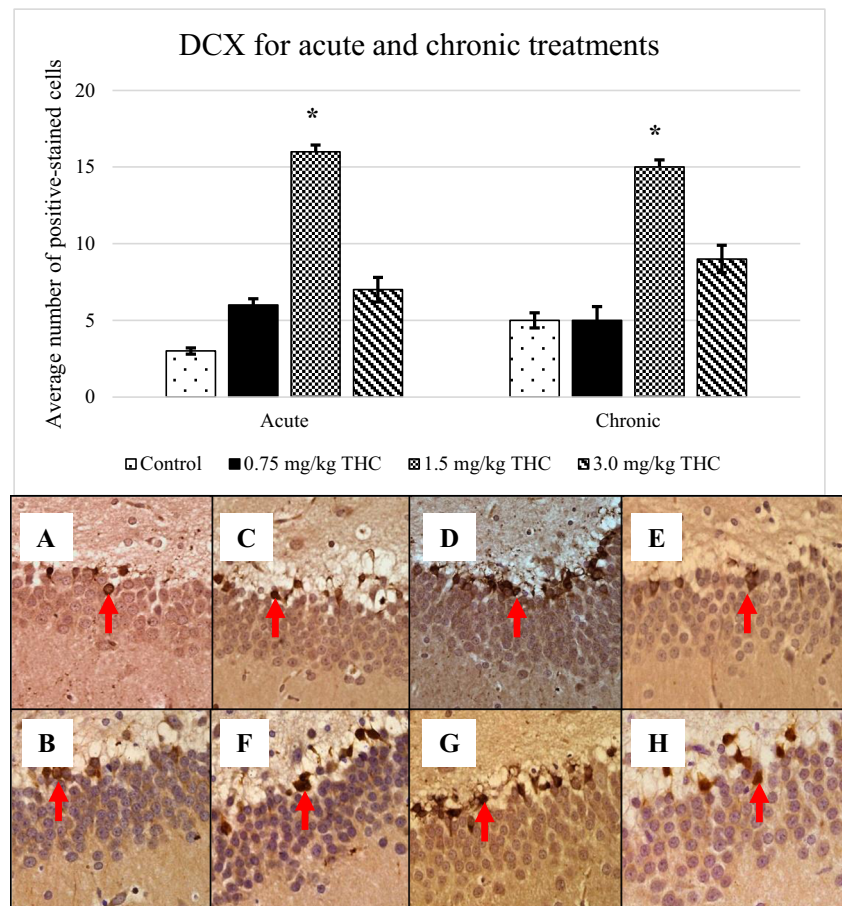 DCX for acute and chronic treatments
Average number of positive-stained cells
20
15
10
5
0
*
*
Acute
Chronic
Control
0.75 mg/kg THC
1.5 mg/kg THC
3.0 mg/kg THC
A
C
D
E
B
F
G
H